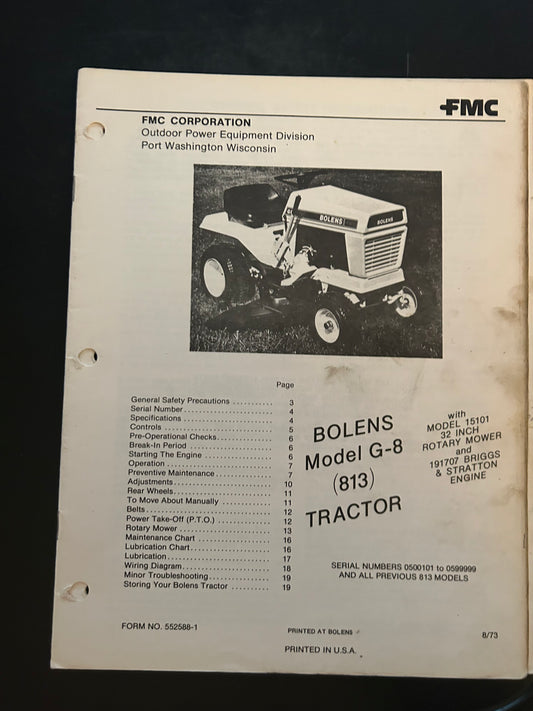 FMC
FMC CORPORATION
Outdoor Power Equipment Division
Port Washington Wisconsin
BOLENS
BOLENS
Page
General Safety Precautions ........... 3
Serial Number ...................... 4
Specifications ...................... 4
Controls ........................... 5
Pre-Operational Checks .............. 6
Break-In Period ..................... 6
Starting The Engine ................. 6
Operation .......................... 7
Preventive Maintenance .............. 7
Adjustments ........................ 10
Rear Wheels ........................ 11
To Move About Manually ............. 11
Belts .............................. 12
Power Take-Off (P.T.O.) ............. 12
Rotary Mower ....................... 13
Maintenance Chart .................. 16
Lubrication Chart ................... 16
Lubrication ......................... 17
Wiring Diagram ..................... 18
Minor Troubleshooting ............... 19
Storing Your Bolens Tractor .......... 19
BOLENS
Model G-8
(813)
TRACTOR
with
MODEL 15101
32 INCH
ROTARY MOWER
and
191707 BRIGGS
& STRATTON
ENGINE
SERIAL NUMBERS 0500101 to 0599999
AND ALL PREVIOUS 813 MODELS
FORM NO. 552588-1
PRINTED AT BOLENS
8/73
PRINTED IN U.S.A.